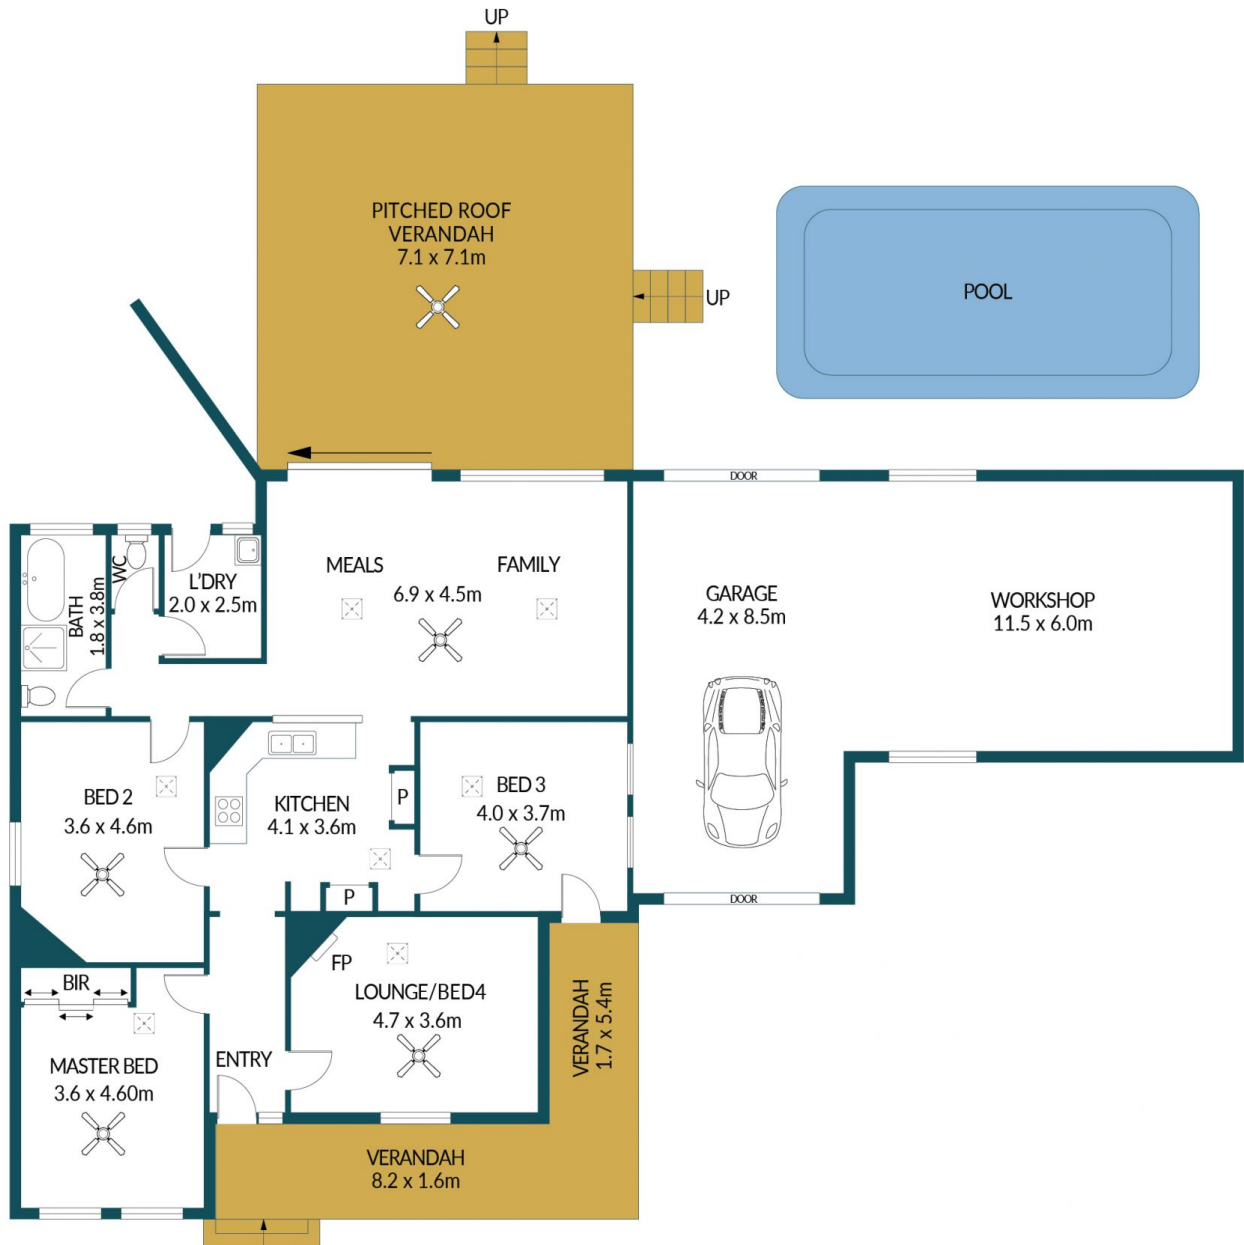 UP
PITCHED ROOF
VERANDAH
7.1 x 7.1m
UP
POOL
DOOR
WC
BATH
1.8 x 3.8m
L'DRY
2.0 x 2.5m
MEALS
FAMILY
6.9 x 4.5m
GARAGE
4.2 x 8.5m
WORKSHOP
11.5 x 6.0m
BED 2
3.6 x 4.6m
KITCHEN
4.1 x 3.6m
P
BED 3
4.0 x 3.7m
P
DOOR
BIR
FP
LOUNGE/BED4
4.7 x 3.6m
VERANDAH
1.7 x 5.4m
ENTRY
MASTER BED
3.6 x 4.60m
VERANDAH
8.2 x 1.6m